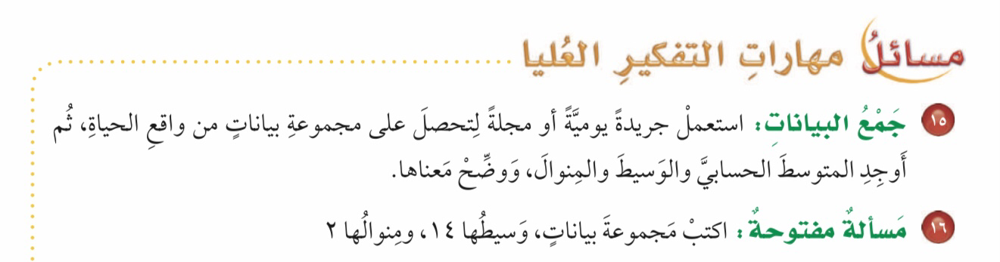 مسائلُ مهاراتِ التفكيرِ العُليا
١٥ جَمْعُ البياناتِ: استعملْ جريدةً يوميَّةً أو مجلةً لِتحصلَ على مجموعةِ بياناتٍ من واقعِ الحياةِ، ثُم
أَوجِدِ المتوسطَ الحسابيَّ والوَسيطَ والمِنوالَ، وَوضِّحْ مَعناها.
١٦ مَسألةٌ مفتوحةٌ: اكتبْ مَجموعةَ بياناتٍ، وَسيطُها ١٤، ومِنوالُها ٢